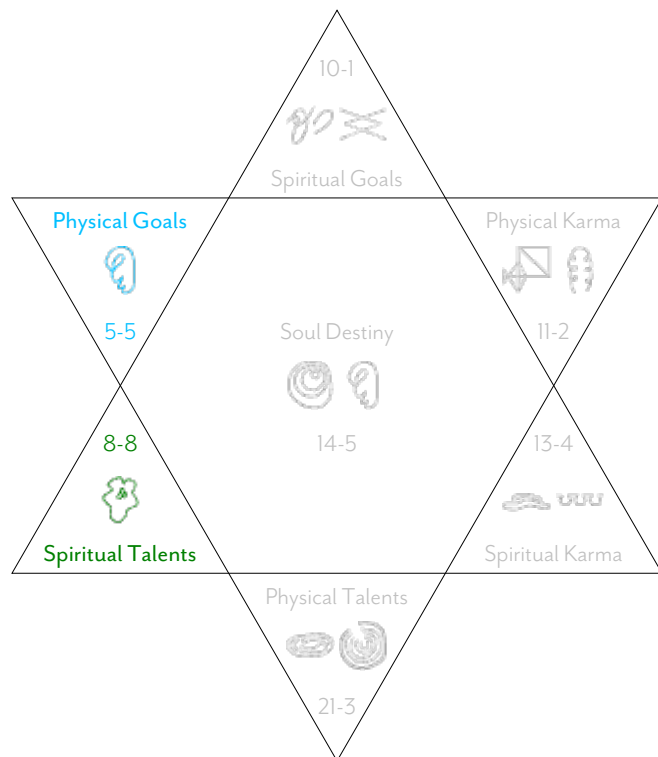 10-1
Spiritual Goals
Physical Goals
5-5
Physical Karma
11-2
Soul Destiny
14-5
8-8
Spiritual Talents
13-4
Spiritual Karma
Physical Talents
21-3